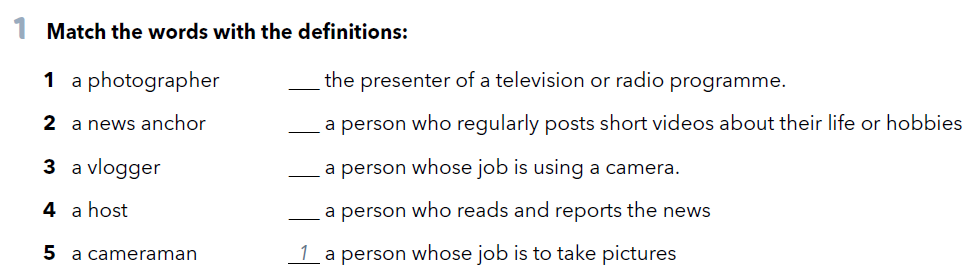 1 Match the words with the definitions:
1 a photographer ___ the presenter of a television or radio programme.
2 a news anchor ___ a person who regularly posts short videos about their life or hobbies
3 a vlogger ___ a person whose job is using a camera.
4 a host ___ a person who reads and reports the news
5 a cameraman _1_ a person whose job is to take pictures